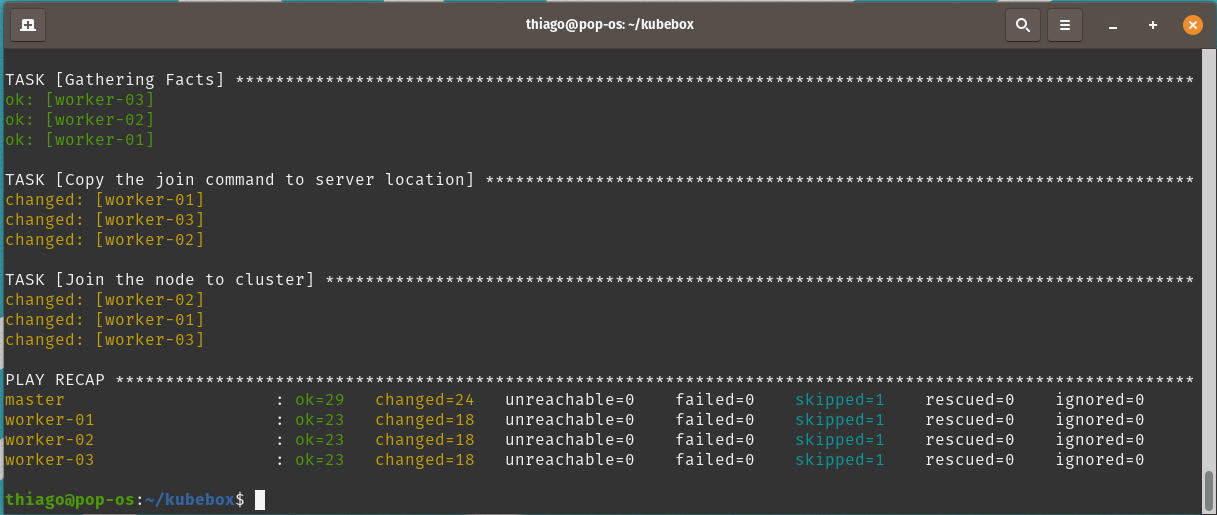 thiago@pop-os: ~/kubebox
TASK [Gathering Facts] ************************************************************************************************
ok: [worker-03]
ok: [worker-02]
ok: [worker-01]
TASK [Copy the join command to server location] ***********************************************************************
changed: [worker-01]
changed: [worker-03]
changed: [worker-02]
TASK [Join the node to cluster] ***************************************************************************************
changed: [worker-02]
changed: [worker-01]
changed: [worker-03]
PLAY RECAP ************************************************************************************************************
master                     : ok=29   changed=24   unreachable=0    failed=0    skipped=1    rescued=0    ignored=0
worker-01                  : ok=23   changed=18   unreachable=0    failed=0    skipped=1    rescued=0    ignored=0
worker-02                  : ok=23   changed=18   unreachable=0    failed=0    skipped=1    rescued=0    ignored=0
worker-03                  : ok=23   changed=18   unreachable=0    failed=0    skipped=1    rescued=0    ignored=0
thiago@pop-os:~/kubebox$